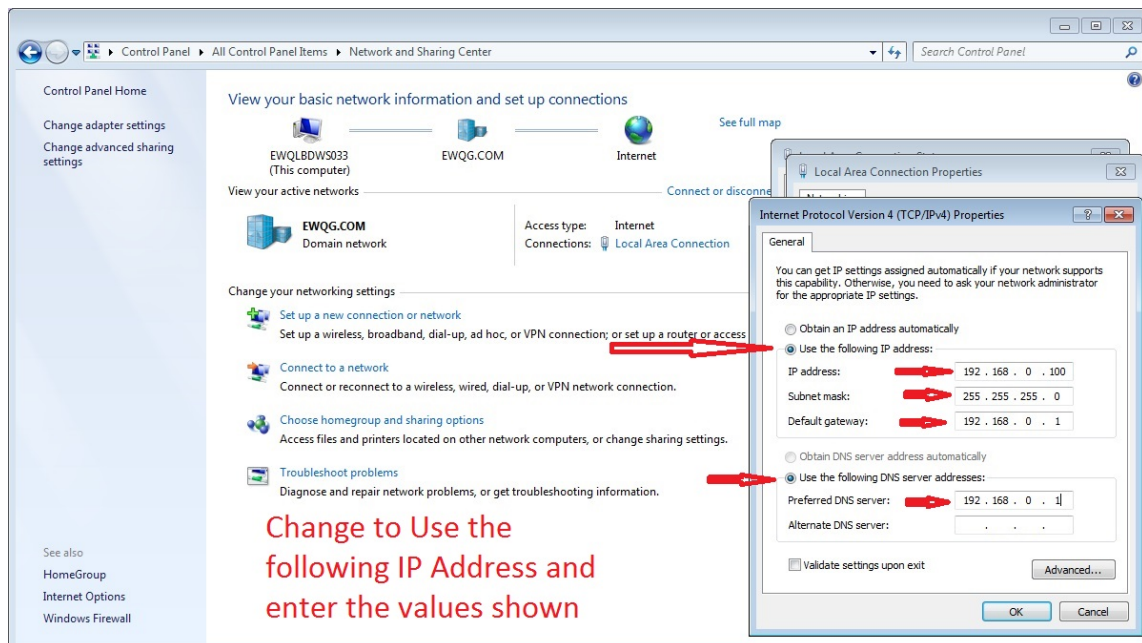 Control Panel
All Control Panel Items
Network and Sharing Center
Search Control Panel
Control Panel Home
Change adapter settings
Change advanced sharing
settings
View your basic network information and set up connections
See full map
EWQLBDWS033
(This computer)
EWQG.COM
Internet
View your active networks
Connect or disconne
EWQG.COM
Domain network
Access type: Internet
Connections: Local Area Connection
Change your networking settings
Set up a new connection or network
Set up a wireless, broadband, dial-up, ad hoc, or VPN connection; or set up a router or access
Connect to a network
Connect or reconnect to a wireless, wired, dial-up, or VPN network connection.
Choose homegroup and sharing options
Access files and printers located on other network computers, or change sharing settings.
Troubleshoot problems
Diagnose and repair network problems, or get troubleshooting information.
Change to Use the
following IP Address and
enter the values shown
See also
HomeGroup
Internet Options
Windows Firewall
Local Area Connection Properties
Internet Protocol Version 4 (TCP/IPv4) Properties
General
You can get IP settings assigned automatically if your network supports
this capability. Otherwise, you need to ask your network administrator
for the appropriate IP settings.
Obtain an IP address automatically
Use the following IP address:
IP address: 192 . 168 . 0 . 100
Subnet mask: 255 . 255 . 255 . 0
Default gateway: 192 . 168 . 0 . 1
Obtain DNS server address automatically
Use the following DNS server addresses:
Preferred DNS server: 192 . 168 . 0 . 1
Alternate DNS server: . . .
Validate settings upon exit
Advanced...
OK
Cancel